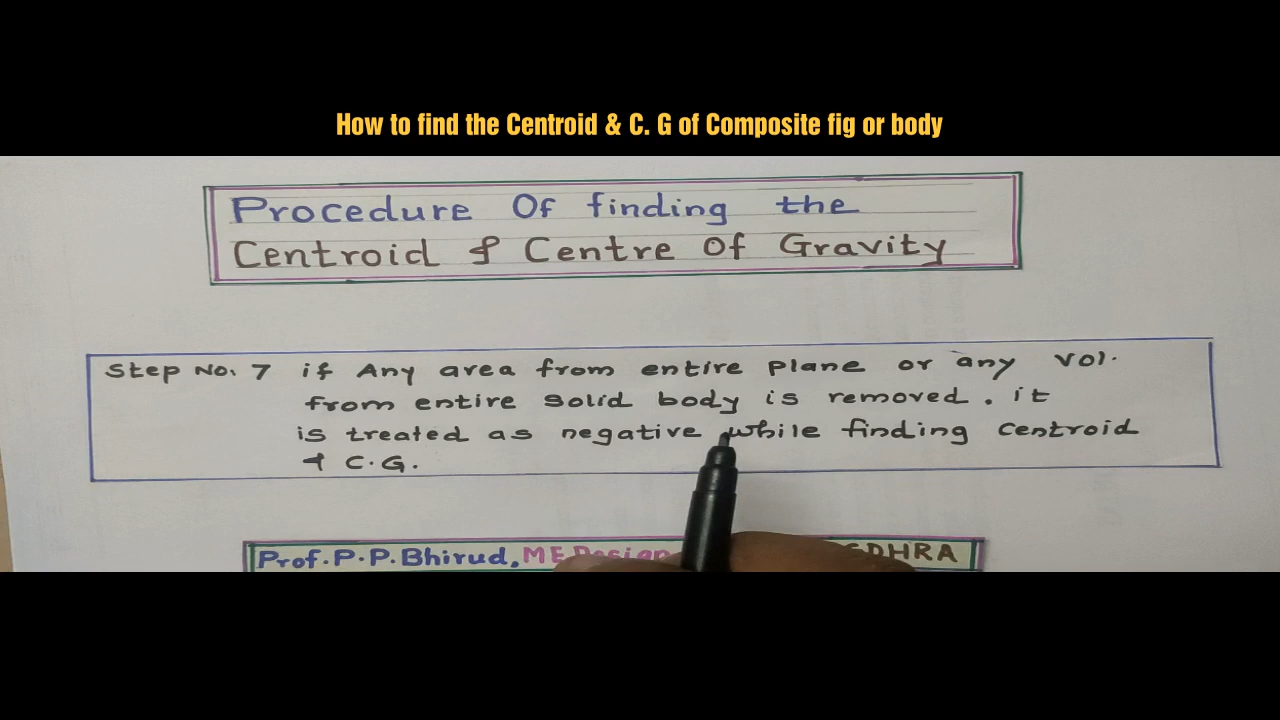 How to find the Centroid & C. G of Composite fig or body
Procedure Of finding the
Centroid & Centre Of Gravity
Step No. 7 if Any area from entire plane or any vol.
from entire solid body is removed. it
is treated as negative while finding centroid
& C.G.
Prof. P. P. Bhirud, ME Design